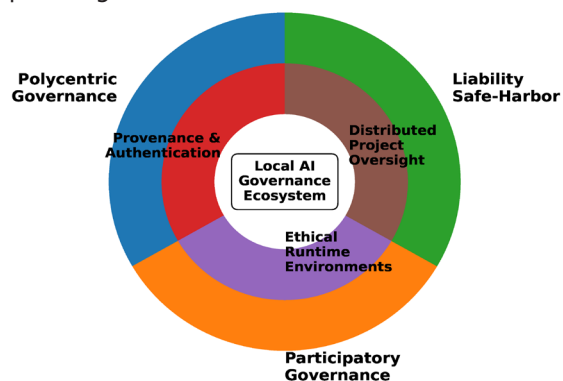 Polycentric
Governance
Liability
Safe-Harbor
Provenance &
Authentication
Distributed
Project
Oversight
Local AI
Governance
Ecosystem
Ethical
Runtime
Environments
Participatory
Governance